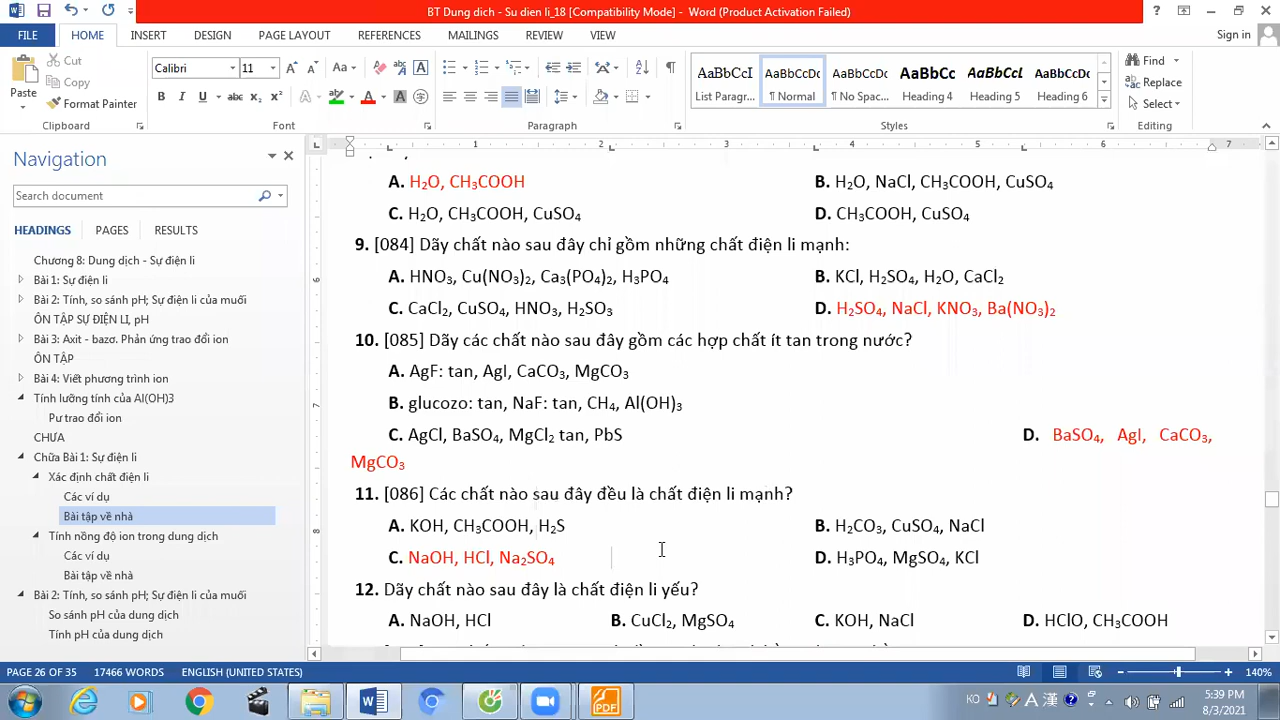 BT Dung dich - Su dien li_18 [Compatibility Mode] - Word (Product Activation Failed)
FILE HOME INSERT DESIGN PAGE LAYOUT REFERENCES MAILINGS REVIEW VIEW Sign in
Cut
Copy
Format Painter
Paste
Calibri 11
Clipboard Font Paragraph Styles Editing
AaBbCcI AaBbCcDc AaBbCcDc AaBbCc AaBbCcL AaBbCcDc
List Paragr... ¶ Normal ¶ No Spac... Heading 4 Heading 5 Heading 6
Find
Replace
Select
Navigation
Search document
HEADINGS PAGES RESULTS
Chương 8: Dung dịch - Sự điện li
Bài 1: Sự điện li
Bài 2: Tính, so sánh pH; Sự điện li của muối
ÔN TẬP SỰ ĐIỆN LI, pH
Bài 3: Axit - bazơ. Phản ứng trao đổi ion
ÔN TẬP
Bài 4: Viết phương trình ion
Tính lưỡng tính của Al(OH)3
Pư trao đổi ion
CHƯA
Chữa Bài 1: Sự điện li
Xác định chất điện li
Các ví dụ
Bài tập về nhà
Tính nồng độ ion trong dung dịch
Các ví dụ
Bài tập về nhà
Bài 2: Tính, so sánh pH; Sự điện li của muối
So sánh pH của dung dịch
Tính pH của dung dịch
1 2 3 4 5 6 7
6
7
8
A. H₂O, CH₃COOH B. H₂O, NaCl, CH₃COOH, CuSO₄
C. H₂O, CH₃COOH, CuSO₄ D. CH₃COOH, CuSO₄
9. [084] Dãy chất nào sau đây chỉ gồm những chất điện li mạnh:
A. HNO₃, Cu(NO₃)₂, Ca₃(PO₄)₂, H₃PO₄ B. KCl, H₂SO₄, H₂O, CaCl₂
C. CaCl₂, CuSO₄, HNO₃, H₂SO₃ D. H₂SO₄, NaCl, KNO₃, Ba(NO₃)₂
10. [085] Dãy các chất nào sau đây gồm các hợp chất ít tan trong nước?
A. AgF: tan, AgI, CaCO₃, MgCO₃
B. glucozo: tan, NaF: tan, CH₄, Al(OH)₃
C. AgCl, BaSO₄, MgCl₂ tan, PbS D. BaSO₄, AgI, CaCO₃,
MgCO₃
11. [086] Các chất nào sau đây đều là chất điện li mạnh?
A. KOH, CH₃COOH, H₂S B. H₂CO₃, CuSO₄, NaCl
C. NaOH, HCl, Na₂SO₄ D. H₃PO₄, MgSO₄, KCl
12. Dãy chất nào sau đây là chất điện li yếu?
A. NaOH, HCl B. CuCl₂, MgSO₄ C. KOH, NaCl D. HClO, CH₃COOH
PAGE 26 OF 35 17466 WORDS ENGLISH (UNITED STATES) 140%
KO A 漢
5:39 PM
8/3/2021